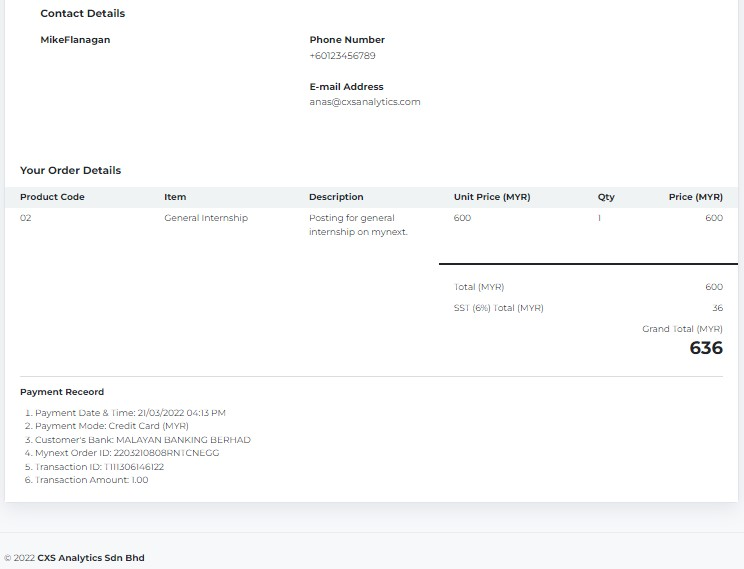 Contact Details
MikeFlanagan
Phone Number
+60123456789
E-mail Address
anas@cxsanalytics.com
Your Order Details
Product Code Item Description Unit Price (MYR) Qty Price (MYR)
02 General Internship Posting for general 600 1 600
internship on mynext.
Total (MYR) 600
SST (6%) Total (MYR) 36
Grand Total (MYR)
636
Payment Receord
1. Payment Date & Time: 21/03/2022 04:13 PM
2. Payment Mode: Credit Card (MYR)
3. Customer's Bank: MALAYAN BANKING BERHAD
4. Mynext Order ID: 2203210808RNTCNEGG
5. Transaction ID: T111306146122
6. Transaction Amount: 1.00
© 2022 CXS Analytics Sdn Bhd